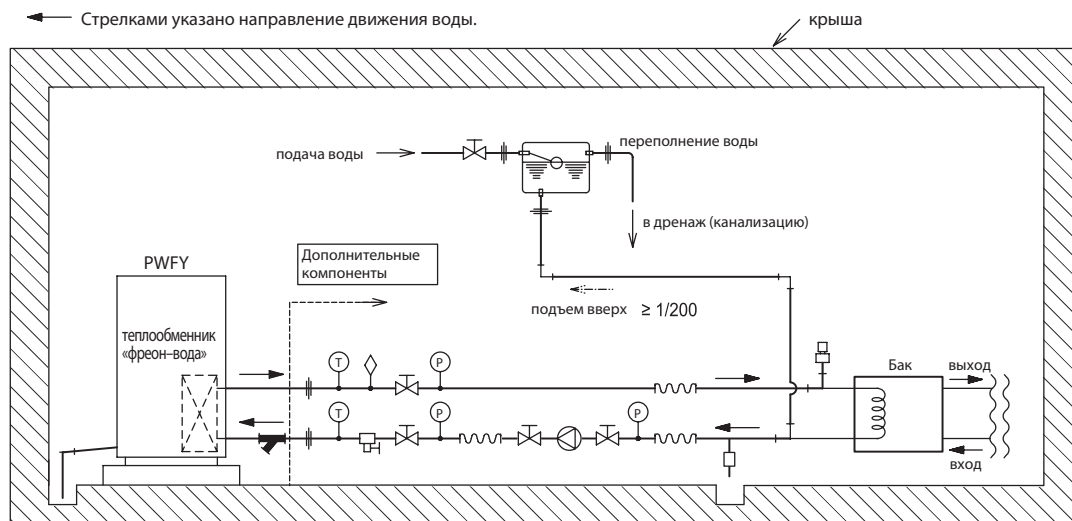 Стрелками указано направление движения воды.
крыша
подача воды
переполнение воды
в дренаж (канализацию)
PWFY
Дополнительные
компоненты
подъем вверх ≥ 1/200
теплообменник
«фреон–вода»
T
P
Бак
выход
T
P
P
вход